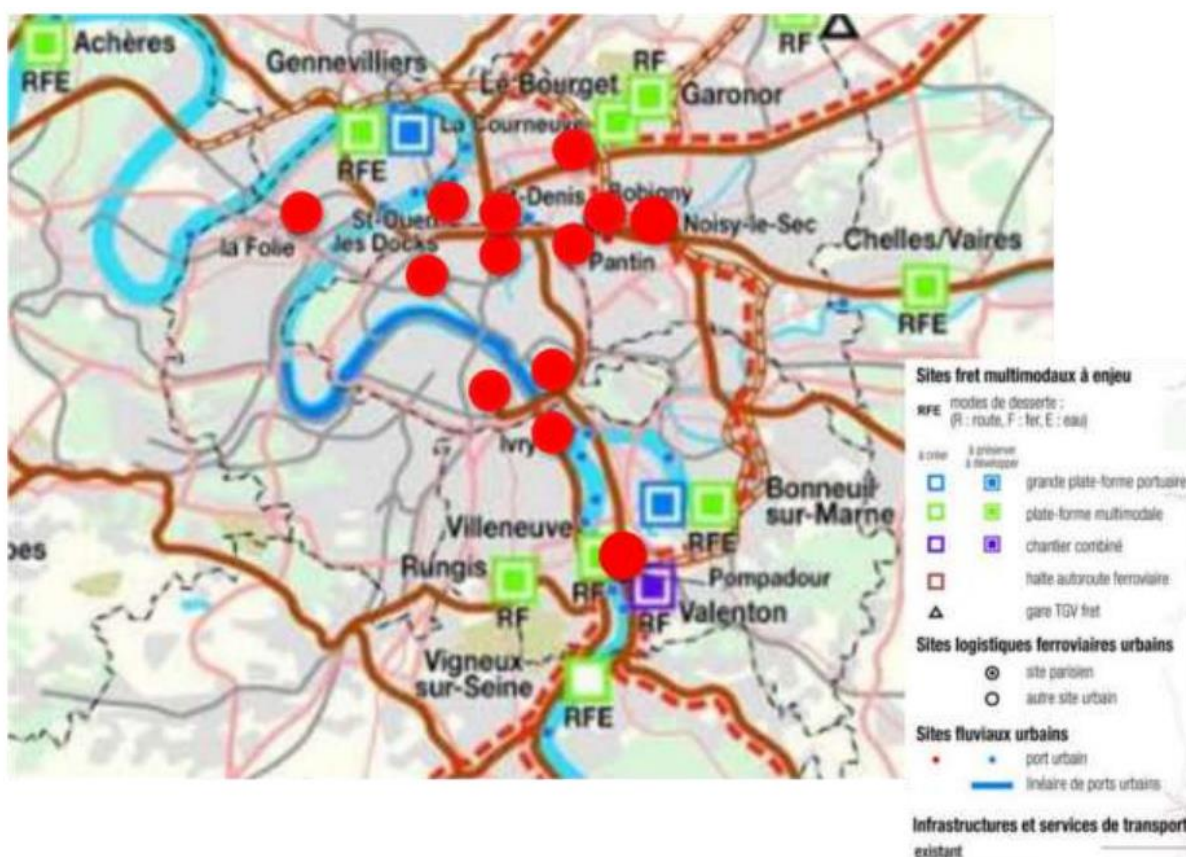 Achères
RFE
Gennevilliers
RFE
Le Bourget
RF
Garonor
RF
La Courneuve
t-Denis
Bobigny
Noisy-le-Sec
St-Ouen
les Docks
la Folie
Pantin
Chelles/Vaires
RFE
Ivry
Villeneuve
RF
Bonneuil
sur-Marne
RFE
Rungis
RF
Pompadour
Valenton
RF
Vigneux
sur-Seine
RFE
pes
Sites fret multimodaux à enjeu
RFE modes de desserte :
(R : route, F : fer, E : eau)
à créer
à préserver
à développer
grande plate-forme portuaire
plate-forme multimodale
chantier combiné
halte autoroute ferroviaire
gare TGV fret
Sites logistiques ferroviaires urbains
site parisien
autre site urbain
Sites fluviaux urbains
port urbain
linéaire de ports urbains
Infrastructures et services de transport
existant